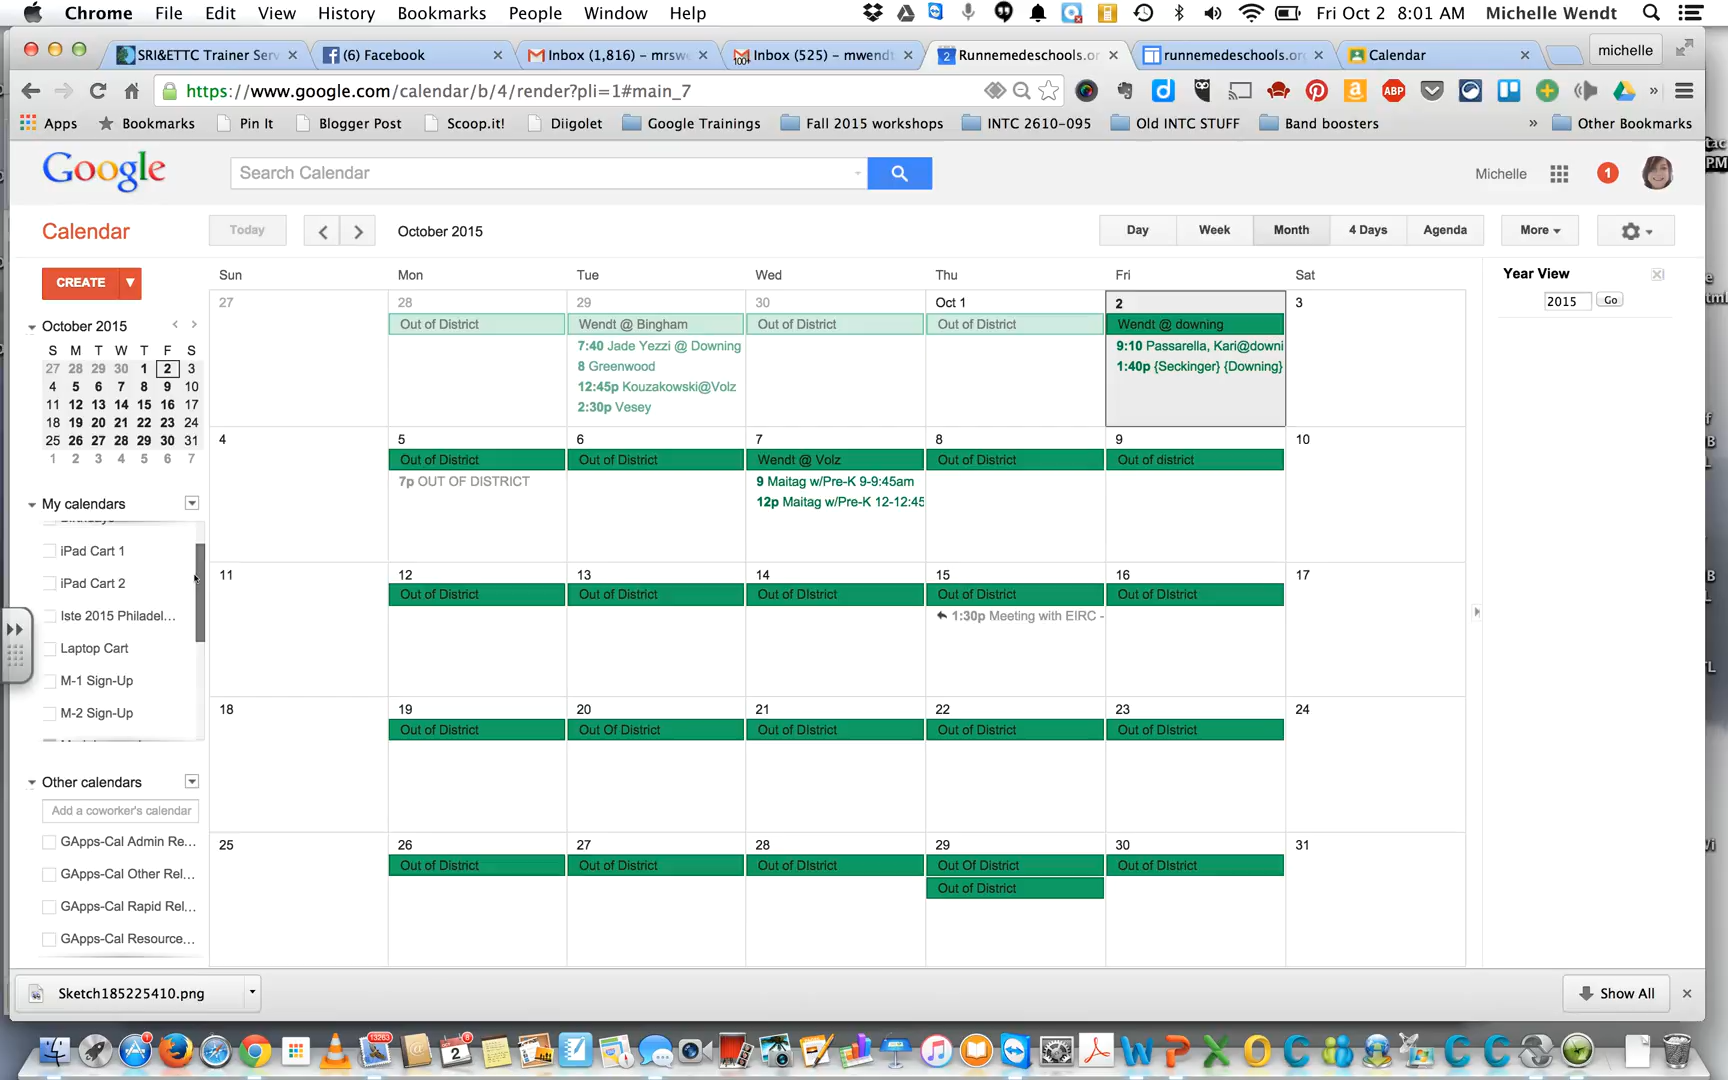 Chrome File Edit View History Bookmarks People Window Help Fri Oct 2 8:01 AM Michelle Wendt
SRI&ETTC Trainer Serv
(6) Facebook
Inbox (1,816) – mrswe
Inbox (525) – mwendt
Runnemedeschools.or
runnemedeschools.org
Calendar
michelle
https://www.google.com/calendar/b/4/render?pli=1#main_7
Apps Bookmarks Pin It Blogger Post Scoop.it! Diigolet Google Trainings Fall 2015 workshops INTC 2610-095 Old INTC STUFF Band boosters » Other Bookmarks
Google Search Calendar Michelle 1
Calendar Today October 2015 Day Week Month 4 Days Agenda More
CREATE
October 2015
S M T W T F S
27 28 29 30 1 2 3
4 5 6 7 8 9 10
11 12 13 14 15 16 17
18 19 20 21 22 23 24
25 26 27 28 29 30 31
1 2 3 4 5 6 7
My calendars
Birthdays
iPad Cart 1
iPad Cart 2
Iste 2015 Philadel...
Laptop Cart
M-1 Sign-Up
M-2 Sign-Up
Other calendars
Add a coworker's calendar
GApps-Cal Admin Re...
GApps-Cal Other Rel...
GApps-Cal Rapid Rel...
GApps-Cal Resource...
Sun Mon Tue Wed Thu Fri Sat
27 28 29 30 Oct 1 2 3
Out of District Wendt @ Bingham Out of District Out of District Wendt @ downing
7:40 Jade Yezzi @ Downing
8 Greenwood
12:45p Kouzakowski@Volz
2:30p Vesey
9:10 Passarella, Kari@downi
1:40p {Seckinger} {Downing}
4 5 6 7 8 9 10
Out of District Out of District Wendt @ Volz Out of District Out of district
7p OUT OF DISTRICT
9 Maitag w/Pre-K 9-9:45am
12p Maitag w/Pre-K 12-12:45
11 12 13 14 15 16 17
Out of District Out of District Out of DIstrict Out of District Out of District
1:30p Meeting with EIRC -
18 19 20 21 22 23 24
Out of District Out Of District Out of DIstrict Out of District Out of District
25 26 27 28 29 30 31
Out of District Out of District Out of DIstrict Out Of District Out of District
Out of District
Year View
2015 Go
Sketch185225410.png
Show All